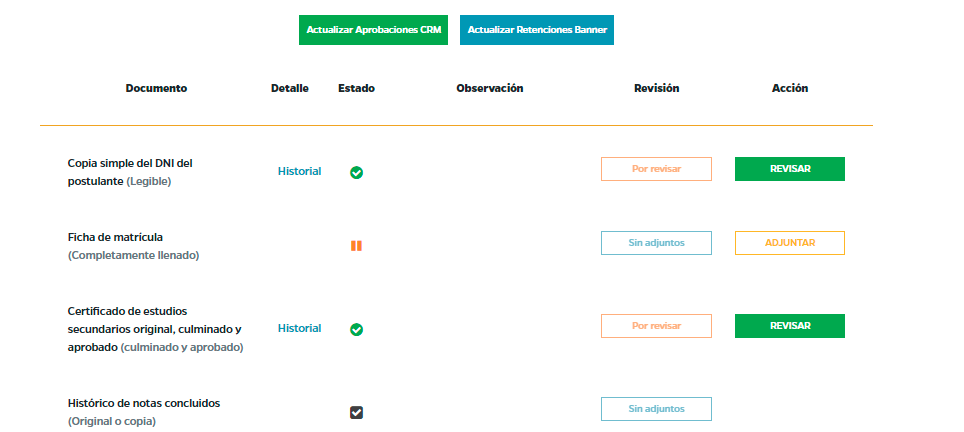 Actualizar Aprobaciones CRM
Actualizar Retenciones Banner
Documento Detalle Estado Observación Revisión Acción
Copia simple del DNI del
postulante (Legible)
Historial
Por revisar
REVISAR
Ficha de matrícula
(Completamente llenado)
Sin adjuntos
ADJUNTAR
Certificado de estudios
secundarios original, culminado y
aprobado (culminado y aprobado)
Historial
Por revisar
REVISAR
Histórico de notas concluidos
(Original o copia)
Sin adjuntos